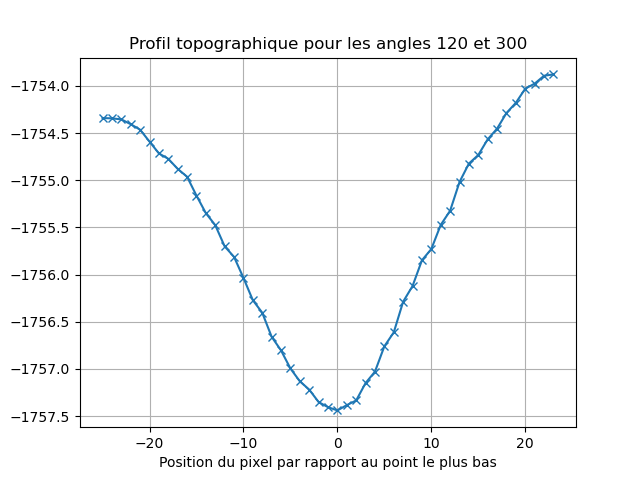 Profil topographique pour les angles 120 et 300
−1754.0
−1754.5
−1755.0
−1755.5
−1756.0
−1756.5
−1757.0
−1757.5
−20 −10 0 10 20
Position du pixel par rapport au point le plus bas